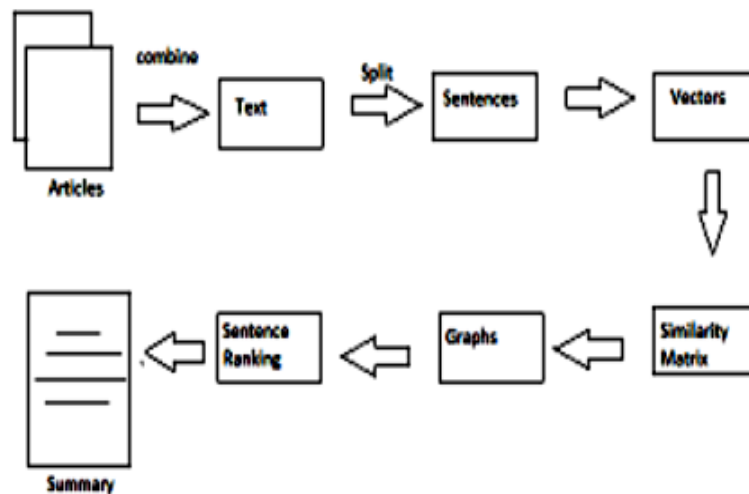 combine
Split
Text
Sentences
Vectors
Articles
Sentence
Ranking
Graphs
Similarity
Matrix
Summary